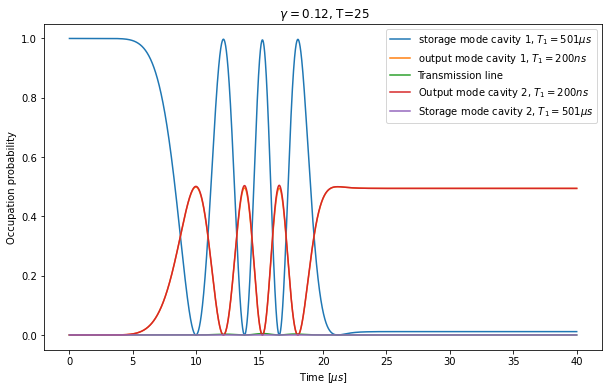 γ = 0.12, T=25
storage mode cavity 1, T₁ = 501μs
output mode cavity 1, T₁ = 200ns
Transmission line
Output mode cavity 2, T₁ = 200ns
Storage mode cavity 2, T₁ = 501μs
Occupation probability
1.0
0.8
0.6
0.4
0.2
0.0
0 5 10 15 20 25 30 35 40
Time [μs]